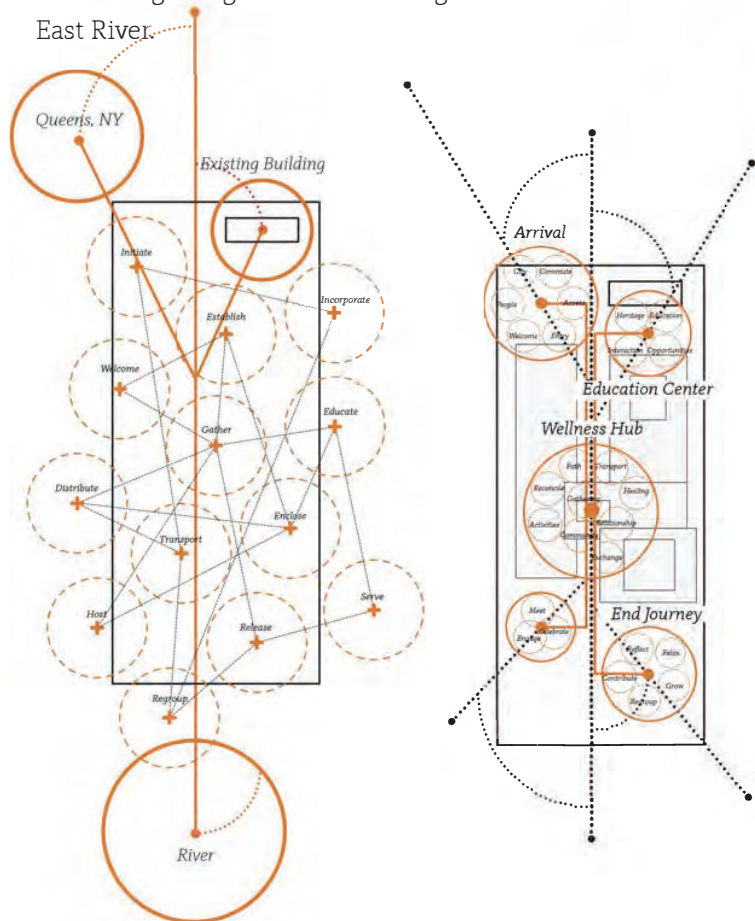 East River.
Queens, NY
Existing Building
Initiate
Incorporate
Establish
Welcome
Educate
Gather
Distribute
Enclose
Transport
Host
Serve
Release
Regroup
River
Arrival
City Commute
People Access
Welcome Entry
Heritage Education
Interaction Opportunities
Education Center
Wellness Hub
Path Transport
Reconcile Healing
Gathering
Activities Relationship
Community
Exchange
Meet
Engage Celebrate
End Journey
Reflect Relax
Contribute Grow
Regroup